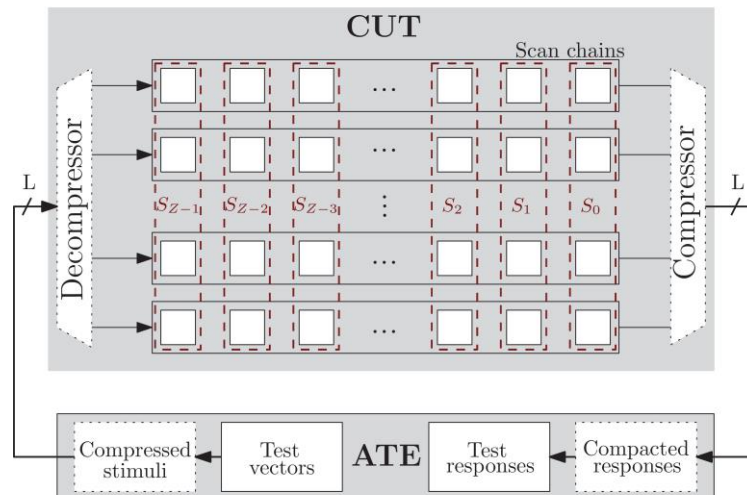 CUT
Scan chains
Decompressor
Compressor
L
L
...
...
S_{Z-1} S_{Z-2} S_{Z-3} ⋮ S_2 S_1 S_0
...
...
Compressed stimuli
Test vectors
ATE
Test responses
Compacted responses